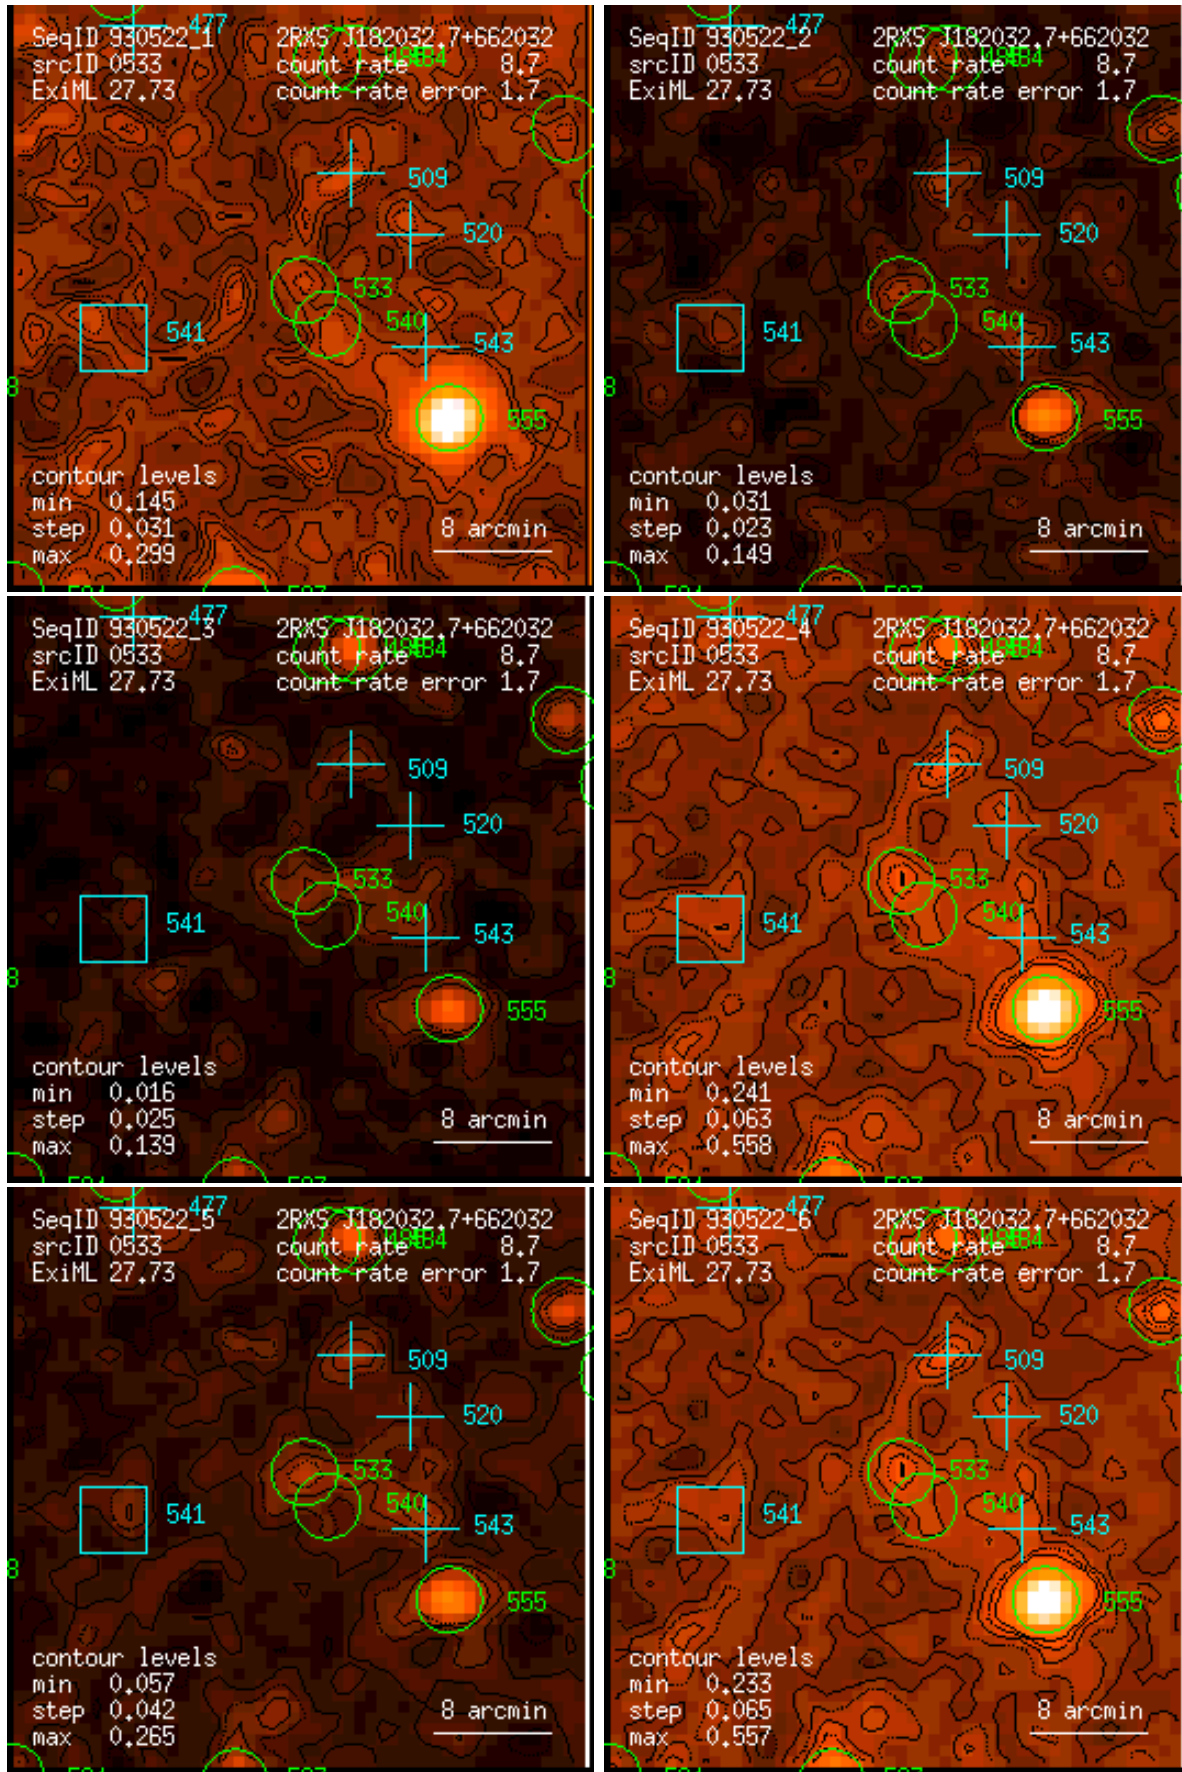 477
SeqID 930522_1 2RXS J182032.7+662032
srcID 0533 count rate 8.7
ExiML 27.73 count rate error 1.7
509
520
533
540
541
543
8
555
contour levels
min 0.145
step 0.031 8 arcmin
max 0.299
477
SeqID 930522_2 2RXS J182032.7+662032
srcID 0533 count rate 8.7
ExiML 27.73 count rate error 1.7
509
520
533
540
541
543
8
555
contour levels
min 0.031
step 0.023 8 arcmin
max 0.149
477
SeqID 930522_3 2RXS J182032.7+662032
srcID 0533 count rate 8.7
ExiML 27.73 count rate error 1.7
509
520
533
540
541
543
8
555
contour levels
min 0.016
step 0.025 8 arcmin
max 0.139
477
SeqID 930522_4 2RXS J182032.7+662032
srcID 0533 count rate 8.7
ExiML 27.73 count rate error 1.7
509
520
533
540
541
543
8
555
contour levels
min 0.241
step 0.063 8 arcmin
max 0.558
477
SeqID 930522_5 2RXS J182032.7+662032
srcID 0533 count rate 8.7
ExiML 27.73 count rate error 1.7
509
520
533
540
541
543
8
555
contour levels
min 0.057
step 0.042 8 arcmin
max 0.265
477
SeqID 930522_6 2RXS J182032.7+662032
srcID 0533 count rate 8.7
ExiML 27.73 count rate error 1.7
509
520
533
540
541
543
8
555
contour levels
min 0.233
step 0.065 8 arcmin
max 0.557